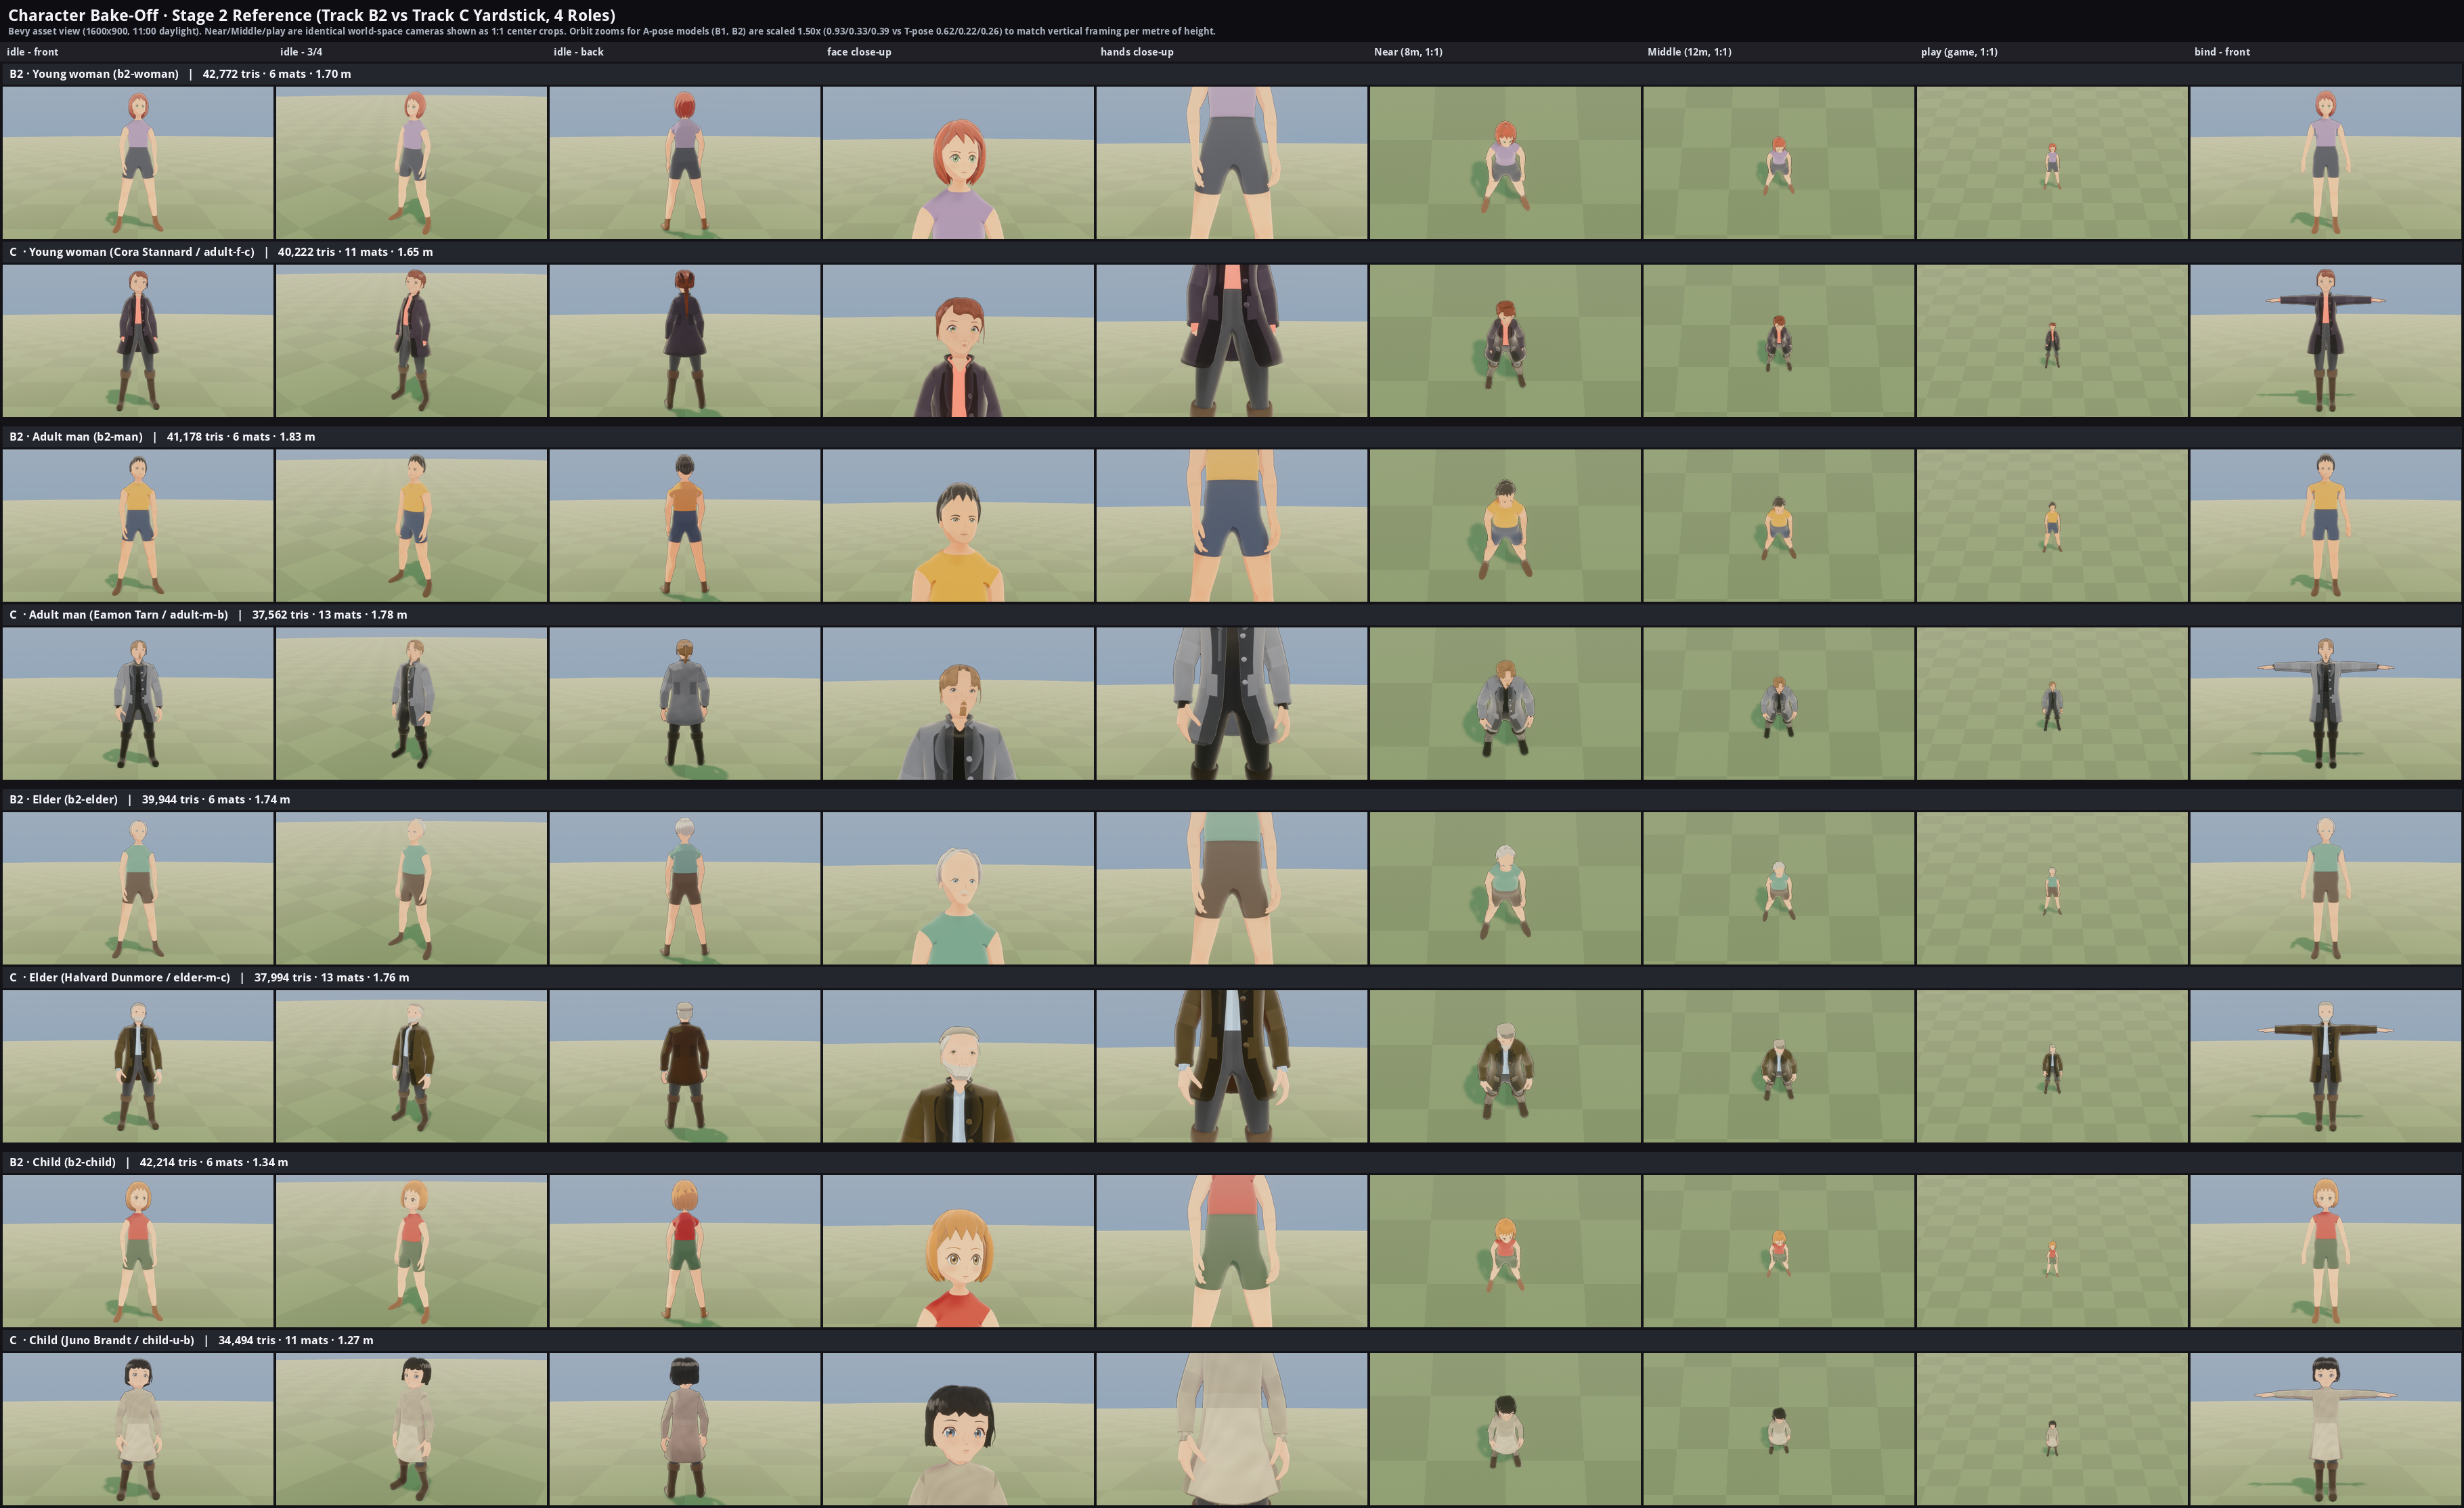 Character Bake-Off · Stage 2 Reference (Track B2 vs Track C Yardstick, 4 Roles)
Bevy asset view (1600x900, 11:00 daylight). Near/Middle/play are identical world-space cameras shown as 1:1 center crops. Orbit zooms for A-pose models (B1, B2) are scaled 1.50x (0.93/0.33/0.39 vs T-pose 0.62/0.22/0.26) to match vertical framing per metre of height.
idle - front idle - 3/4 idle - back face close-up hands close-up Near (8m, 1:1) Middle (12m, 1:1) play (game, 1:1) bind - front
B2 · Young woman (b2-woman) | 42,772 tris · 6 mats · 1.70 m
C · Young woman (Cora Stannard / adult-f-c) | 40,222 tris · 11 mats · 1.65 m
B2 · Adult man (b2-man) | 41,178 tris · 6 mats · 1.83 m
C · Adult man (Eamon Tarn / adult-m-b) | 37,562 tris · 13 mats · 1.78 m
B2 · Elder (b2-elder) | 39,944 tris · 6 mats · 1.74 m
C · Elder (Halvard Dunmore / elder-m-c) | 37,994 tris · 13 mats · 1.76 m
B2 · Child (b2-child) | 42,214 tris · 6 mats · 1.34 m
C · Child (Juno Brandt / child-u-b) | 34,494 tris · 11 mats · 1.27 m